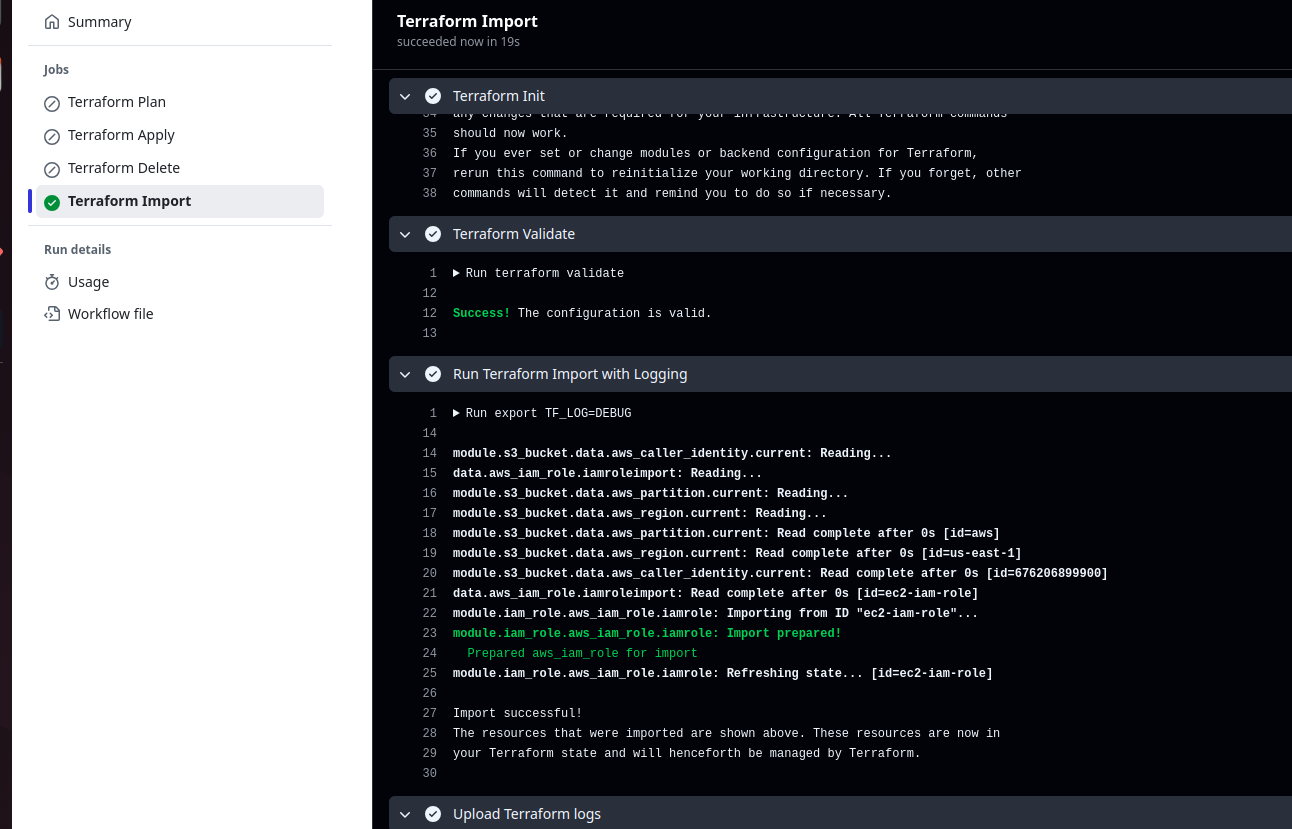 Summary
Jobs
Terraform Plan
Terraform Apply
Terraform Delete
Terraform Import
Run details
Usage
Workflow file
Terraform Import
succeeded now in 19s
Terraform Init
34 any changes that are required for your infrastructure. All Terraform commands
35 should now work.
36 If you ever set or change modules or backend configuration for Terraform,
37 rerun this command to reinitialize your working directory. If you forget, other
38 commands will detect it and remind you to do so if necessary.
Terraform Validate
1 Run terraform validate
12
12 Success! The configuration is valid.
13
Run Terraform Import with Logging
1 Run export TF_LOG=DEBUG
14
14 module.s3_bucket.data.aws_caller_identity.current: Reading...
15 data.aws_iam_role.iamroleimport: Reading...
16 module.s3_bucket.data.aws_partition.current: Reading...
17 module.s3_bucket.data.aws_region.current: Reading...
18 module.s3_bucket.data.aws_partition.current: Read complete after 0s [id=aws]
19 module.s3_bucket.data.aws_region.current: Read complete after 0s [id=us-east-1]
20 module.s3_bucket.data.aws_caller_identity.current: Read complete after 0s [id=676206899900]
21 data.aws_iam_role.iamroleimport: Read complete after 0s [id=ec2-iam-role]
22 module.iam_role.aws_iam_role.iamrole: Importing from ID "ec2-iam-role"...
23 module.iam_role.aws_iam_role.iamrole: Import prepared!
24 Prepared aws_iam_role for import
25 module.iam_role.aws_iam_role.iamrole: Refreshing state... [id=ec2-iam-role]
26
27 Import successful!
28 The resources that were imported are shown above. These resources are now in
29 your Terraform state and will henceforth be managed by Terraform.
30
Upload Terraform logs